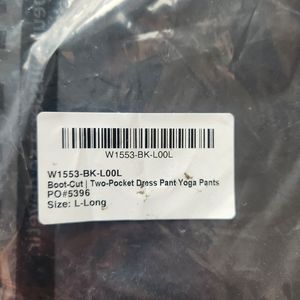 W1553-BK-L00L
W1553-BK-L00L
Boot-Cut | Two-Pocket Dress Pant Yoga Pants
PO#5396
Size: L-Long